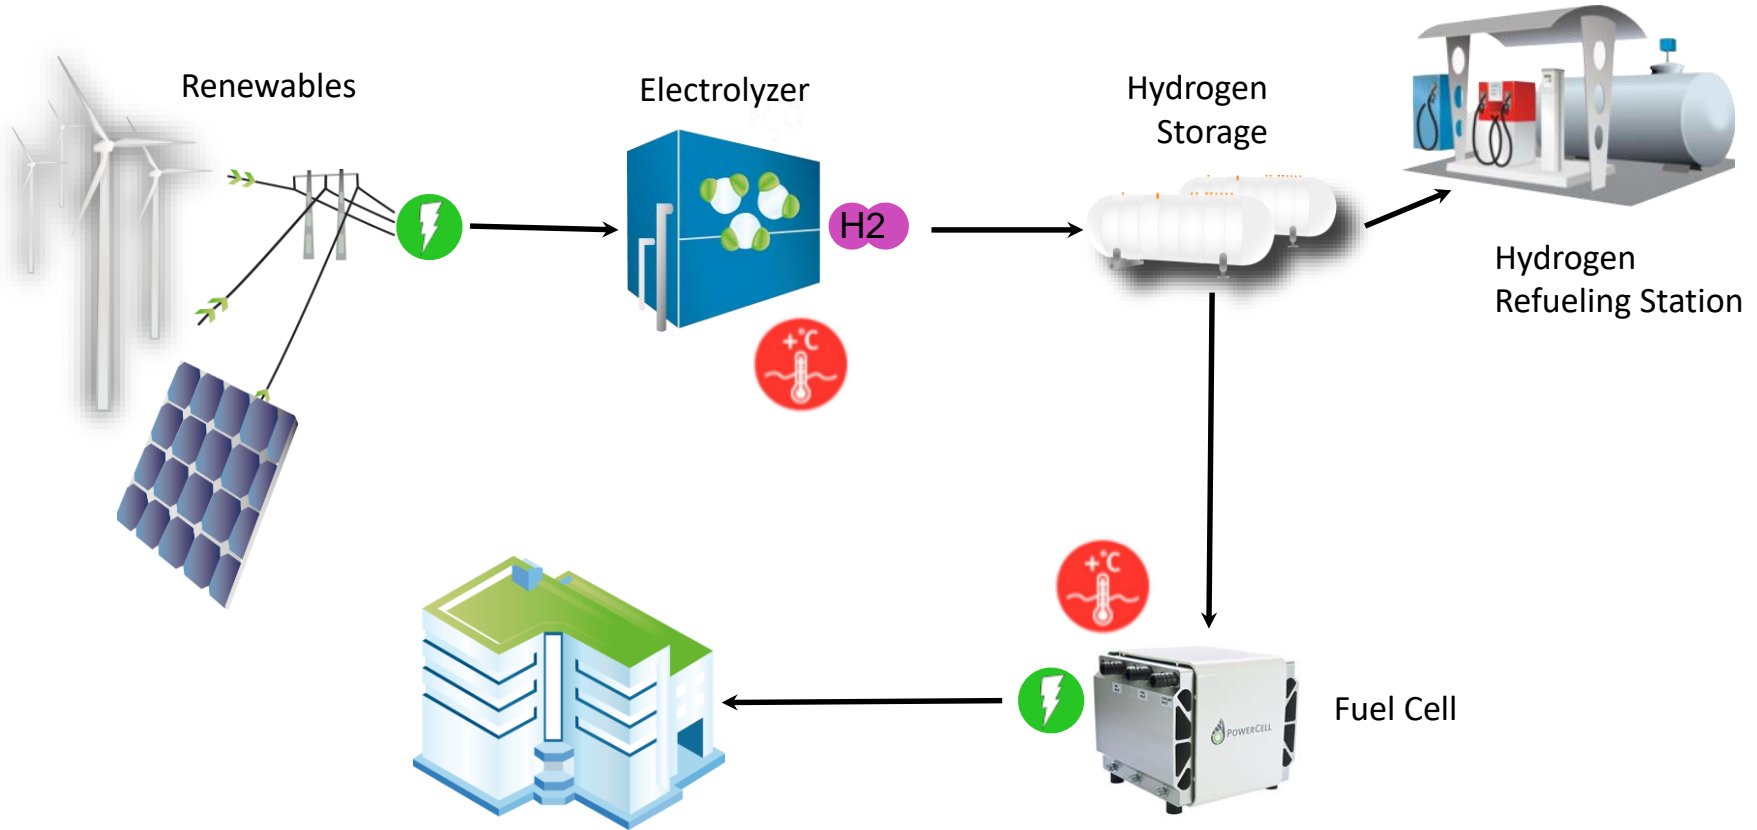 Renewables
Electrolyzer
Hydrogen
Storage
H2
Hydrogen
Refueling Station
+°C
+°C
POWERCELL
Fuel Cell